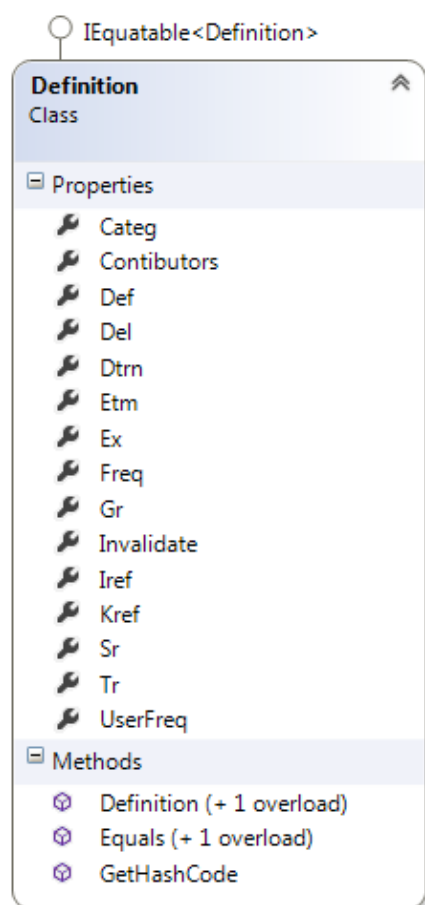 IEquatable<Definition>
Definition
Class
Properties
Categ
Contibutors
Def
Del
Dtrn
Etm
Ex
Freq
Gr
Invalidate
Iref
Kref
Sr
Tr
UserFreq
Methods
Definition (+ 1 overload)
Equals (+ 1 overload)
GetHashCode